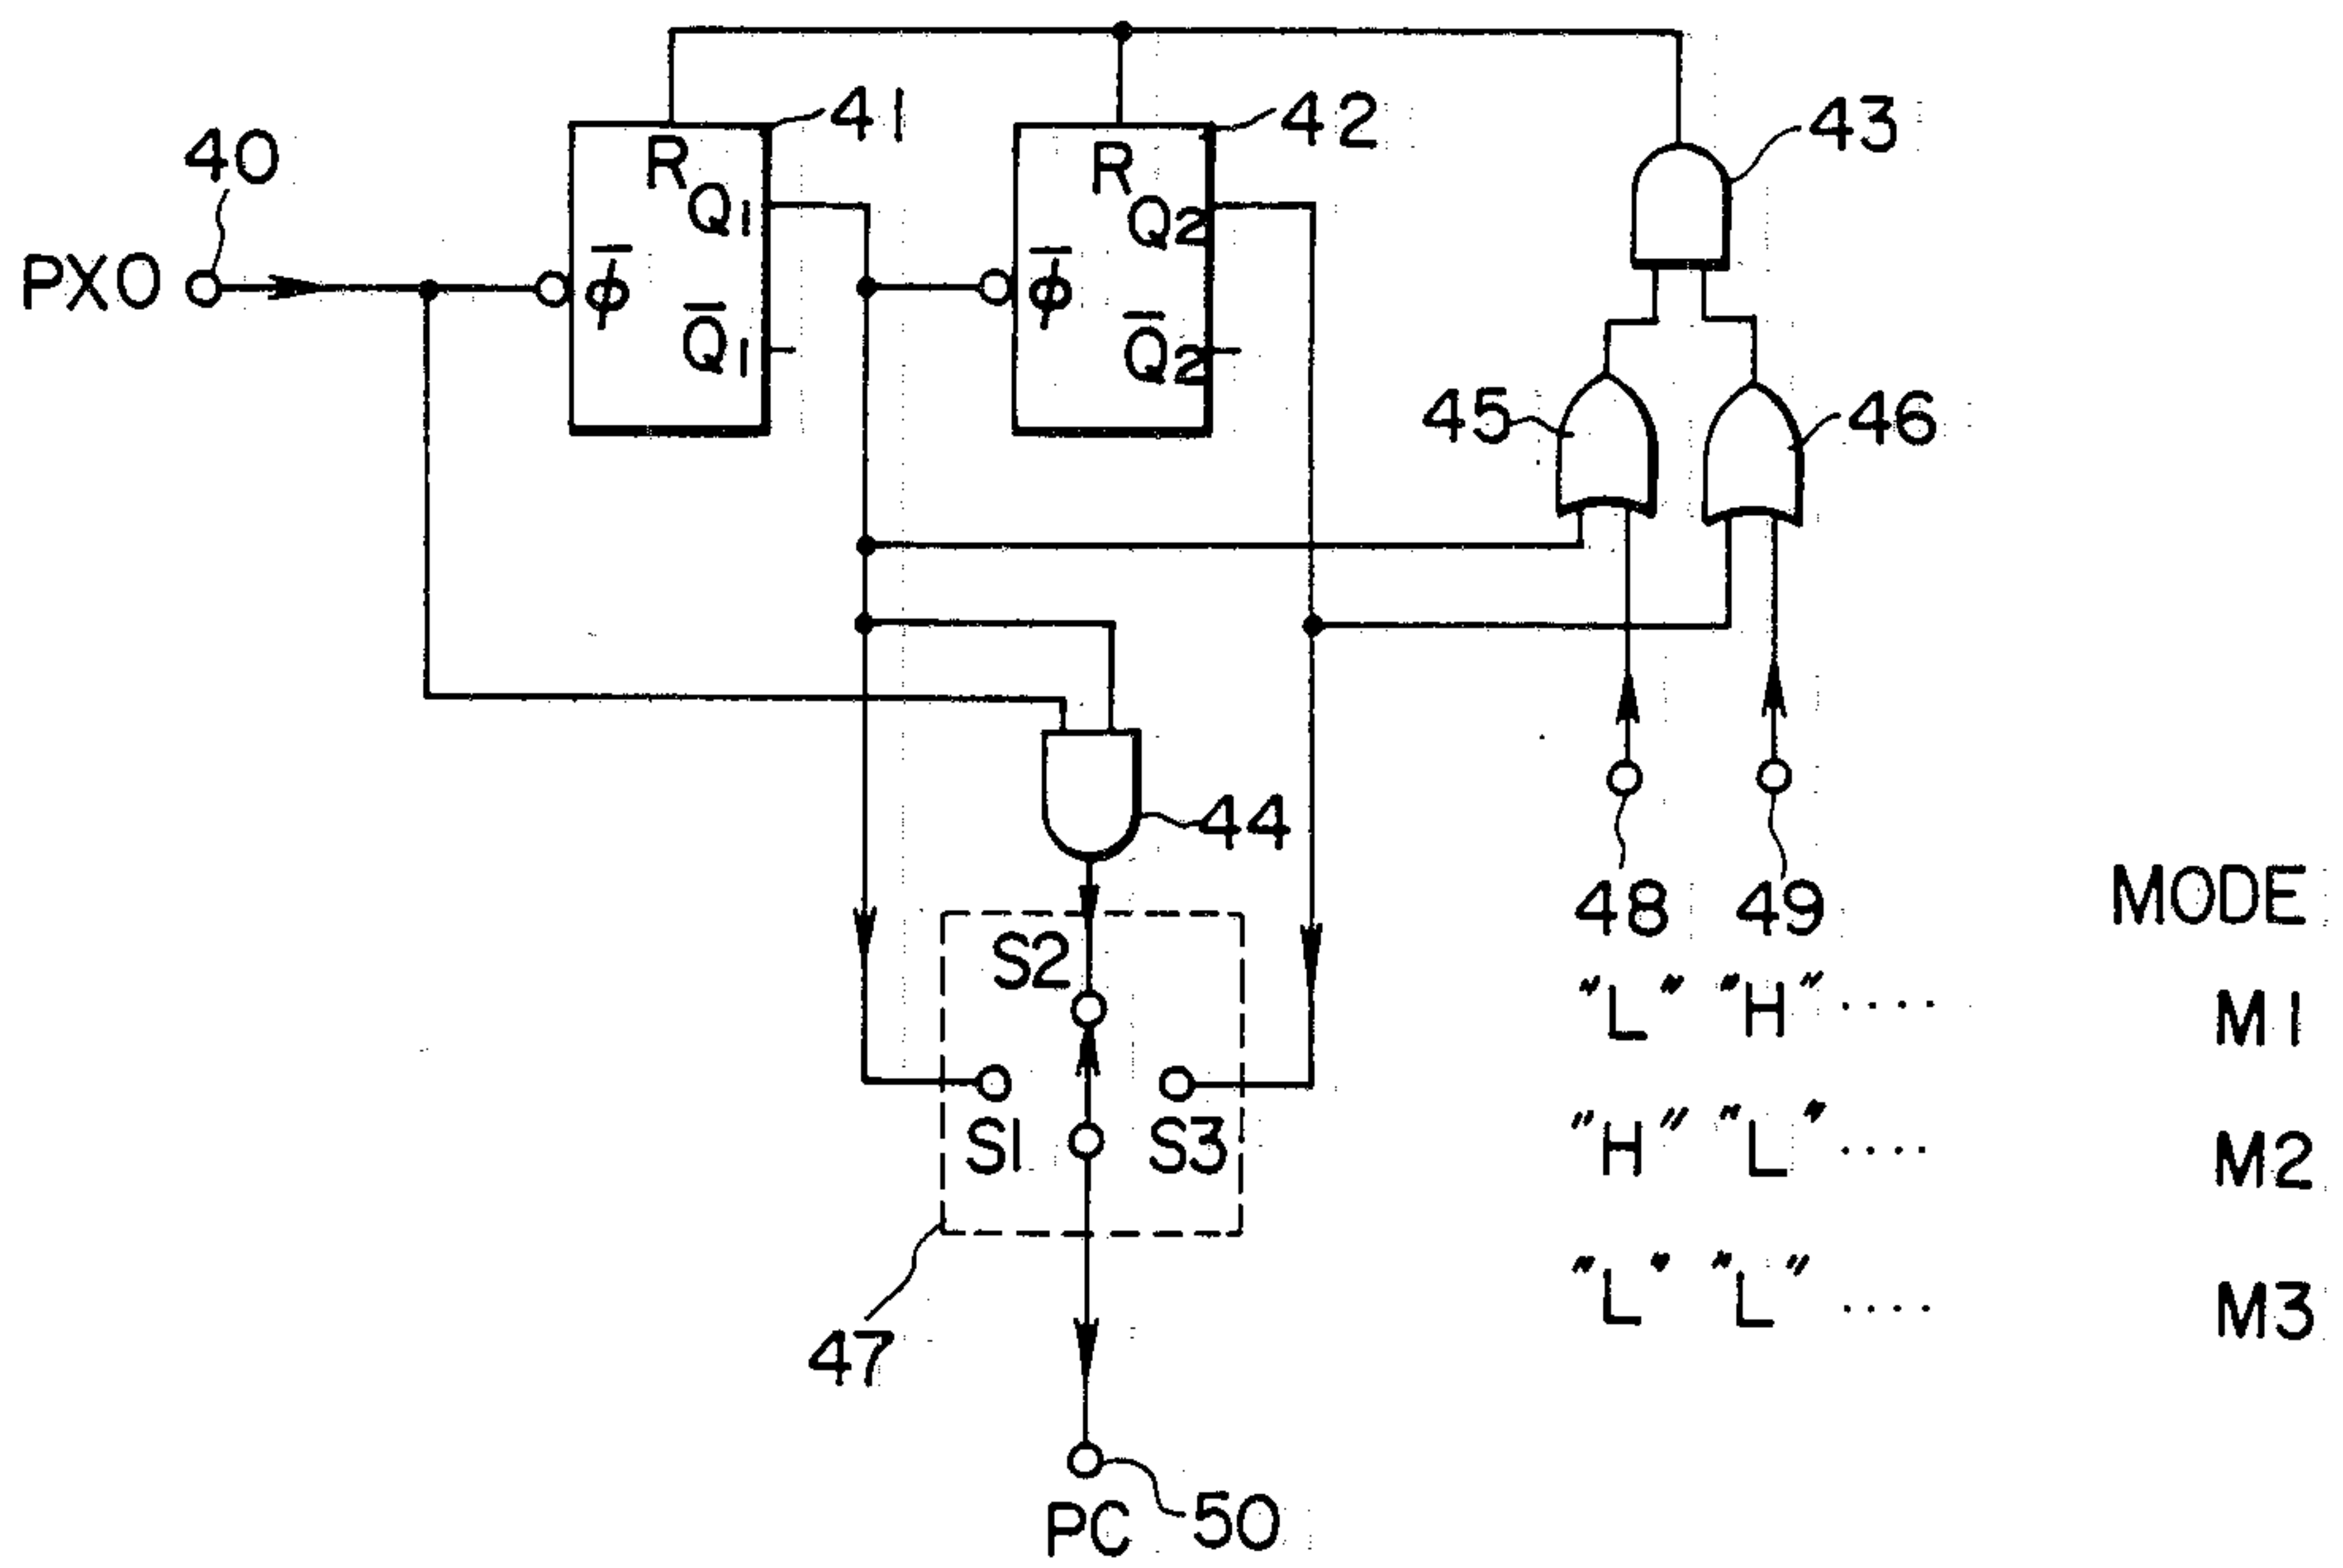 41
42
43
40
R
Q1
R
Q2
PXO
φ̅
Q̅1
φ̅
Q̅2
45
46
44
48 49 MODE
S2
"L" "H" ···· M1
S1
S3
"H" "L" ···· M2
"L" "L" ···· M3
47
50
PC